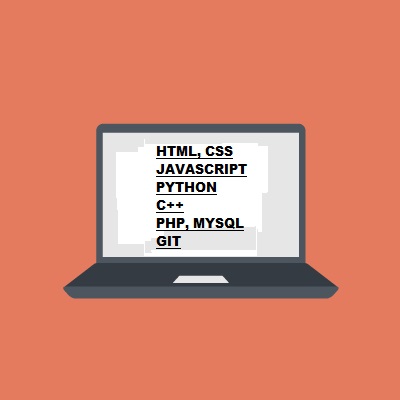 HTML, CSS
JAVASCRIPT
PYTHON
C++
PHP, MYSQL
GIT